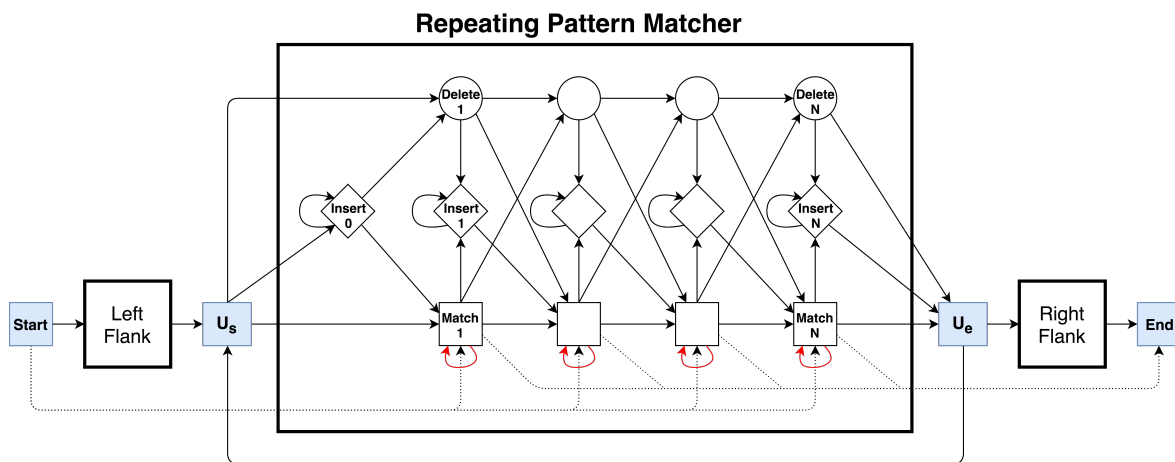 Repeating Pattern Matcher
Delete
1
Delete
N
Insert
0
Insert
1
Insert
N
Start
Left
Flank
Us
Match
1
Match
N
Ue
Right
Flank
End